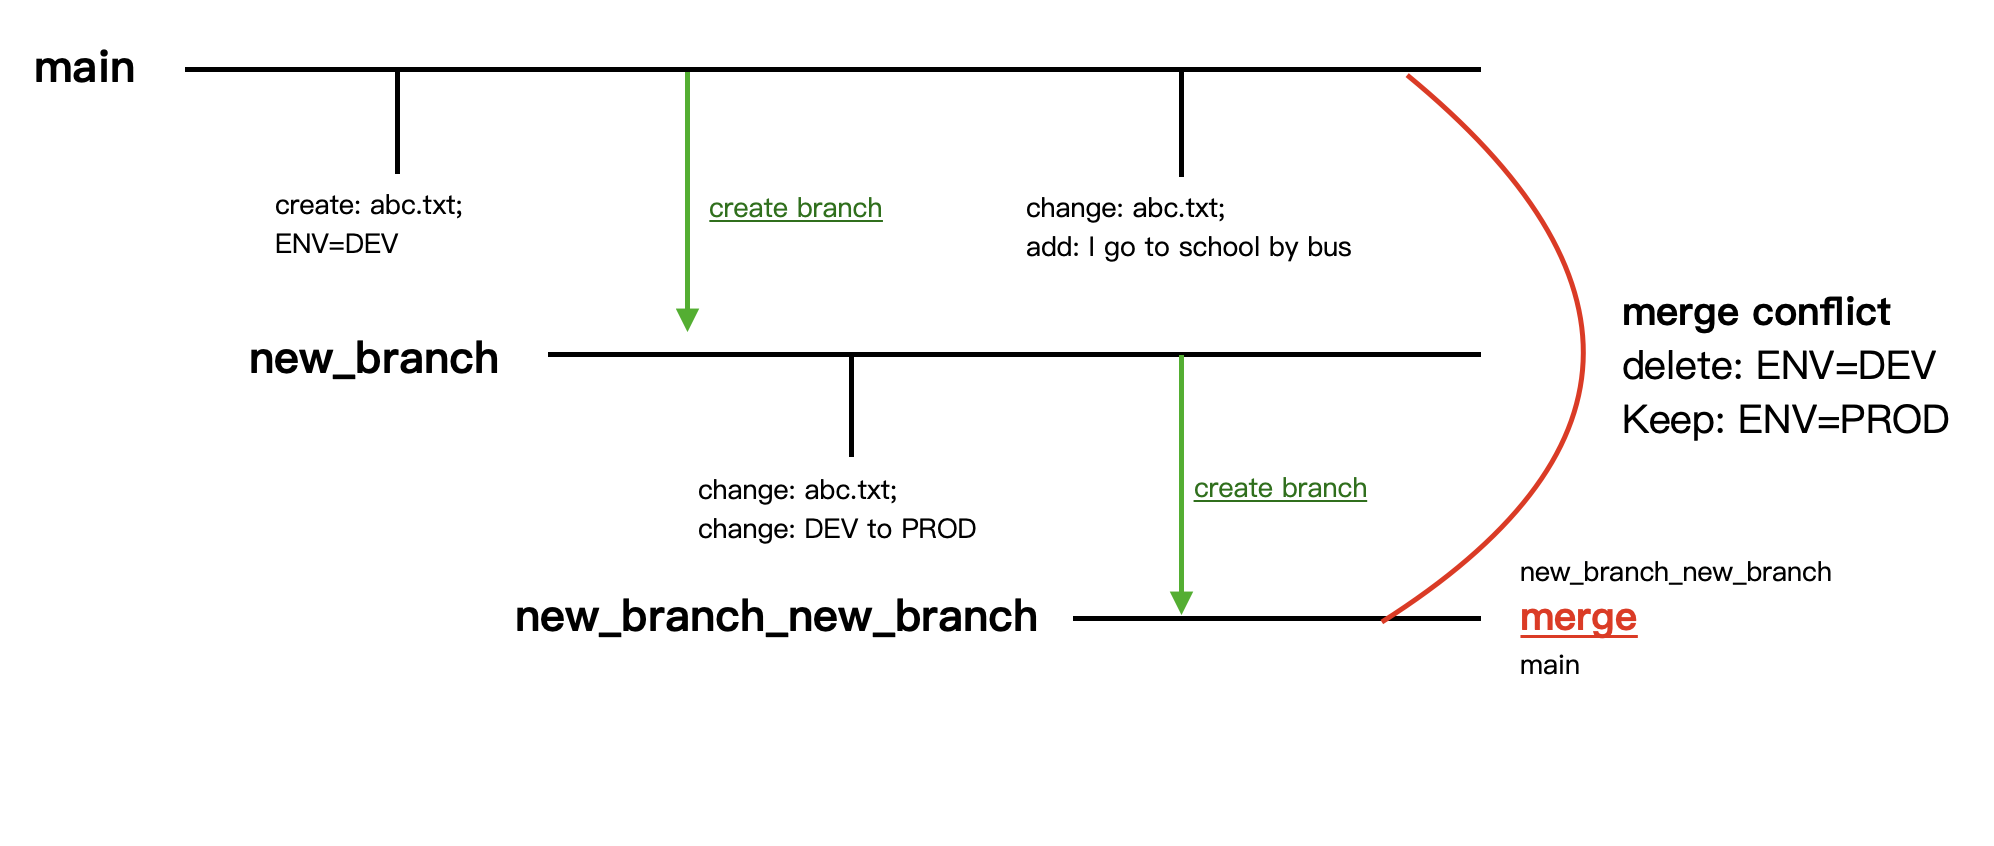 main
create: abc.txt;
ENV=DEV
create branch
change: abc.txt;
add: I go to school by bus
merge conflict
delete: ENV=DEV
Keep: ENV=PROD
new_branch
change: abc.txt;
change: DEV to PROD
create branch
new_branch_new_branch
new_branch_new_branch
merge
main